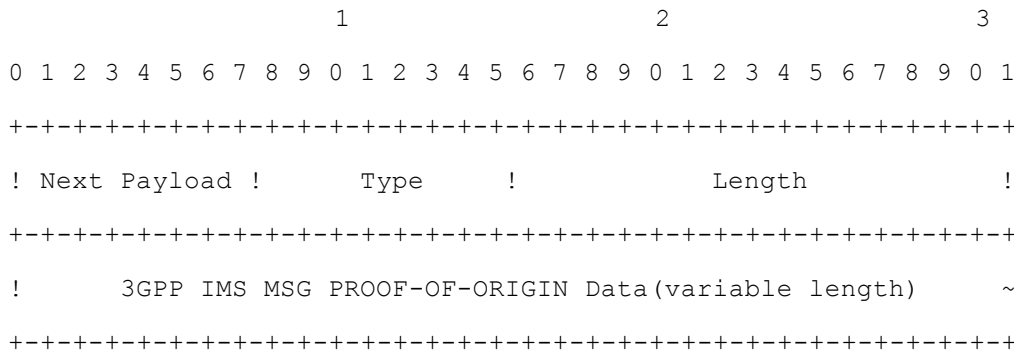 1                   2                   3
0 1 2 3 4 5 6 7 8 9 0 1 2 3 4 5 6 7 8 9 0 1 2 3 4 5 6 7 8 9 0 1
+-+-+-+-+-+-+-+-+-+-+-+-+-+-+-+-+-+-+-+-+-+-+-+-+-+-+-+-+-+-+-+
! Next Payload !      Type      !            Length            !
+-+-+-+-+-+-+-+-+-+-+-+-+-+-+-+-+-+-+-+-+-+-+-+-+-+-+-+-+-+-+-+
!      3GPP IMS MSG PROOF-OF-ORIGIN Data(variable length)      ~
+-+-+-+-+-+-+-+-+-+-+-+-+-+-+-+-+-+-+-+-+-+-+-+-+-+-+-+-+-+-+-+